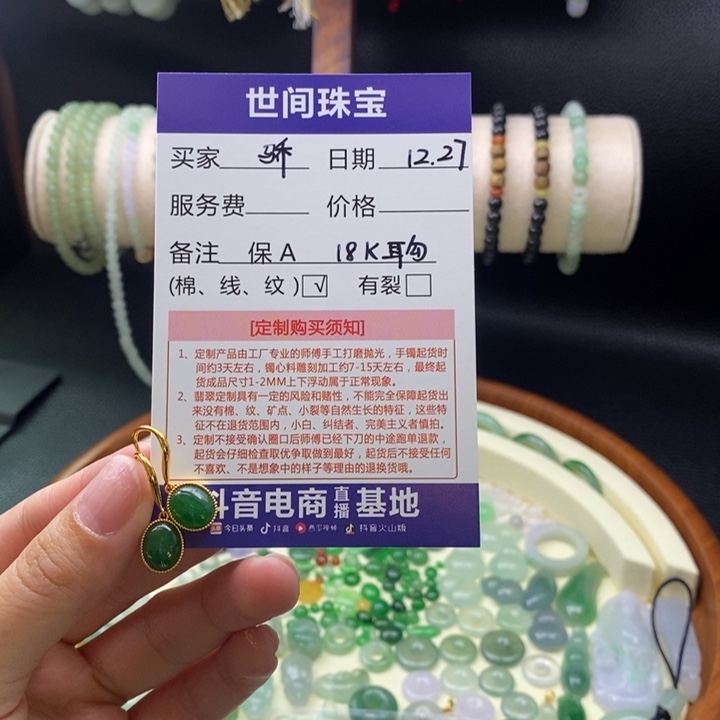 世间珠宝
买家 骄 日期 12.27
服务费 价格
备注 保A 18K耳勾
(棉、线、纹)√ 有裂
[定制购买须知]
1、定制产品由工厂专业的师傅手工打磨抛光,手镯起货时
间约3天左右,镯心料雕刻加工约7-15天左右,最终起
货成品尺寸1-2MM上下浮动属于正常现象。
2、翡翠定制具有一定的风险和赌性,不能完全保障起货出
来没有棉、纹、矿点、小裂等自然生长的特征,这些特
征不在退货范围内,小白、纠结者、完美主义者慎拍。
3、定制不接受确认圈口后师傅已经下刀的中途跑单退款,
起货会仔细检查取优争取做到最好,起货后不接受任何
不喜欢、不是想象中的样子等理由的退换货哦。
抖音电商直播基地
今日头条 抖音 西瓜视频 抖音火山版